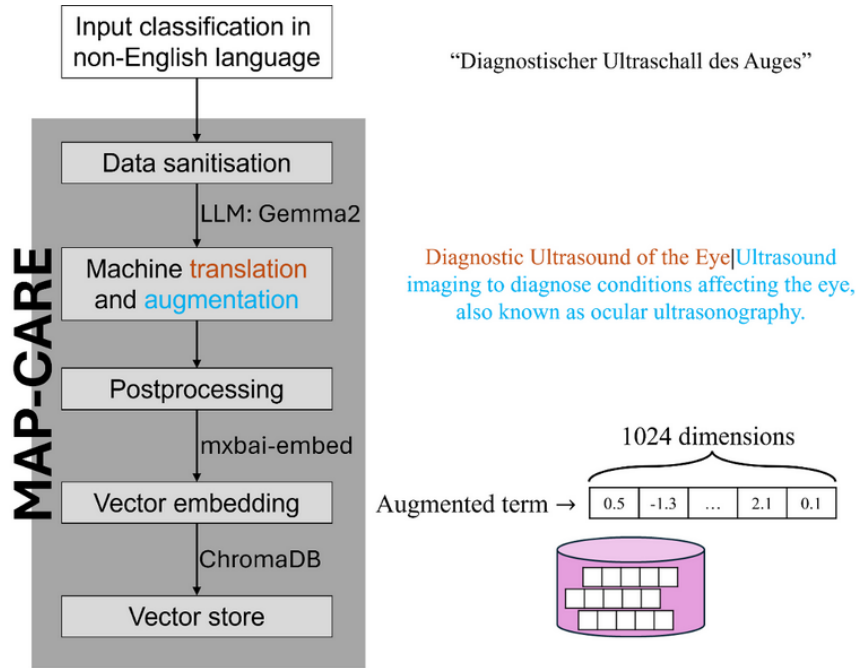 Input classification in
non-English language
“Diagnostischer Ultraschall des Auges”
MAP-CARE
Data sanitisation
LLM: Gemma2
Machine translation
and augmentation
Diagnostic Ultrasound of the Eye|Ultrasound
imaging to diagnose conditions affecting the eye,
also known as ocular ultrasonography.
Postprocessing
mxbai-embed
1024 dimensions
Vector embedding
Augmented term → 0.5 -1.3 … 2.1 0.1
ChromaDB
Vector store